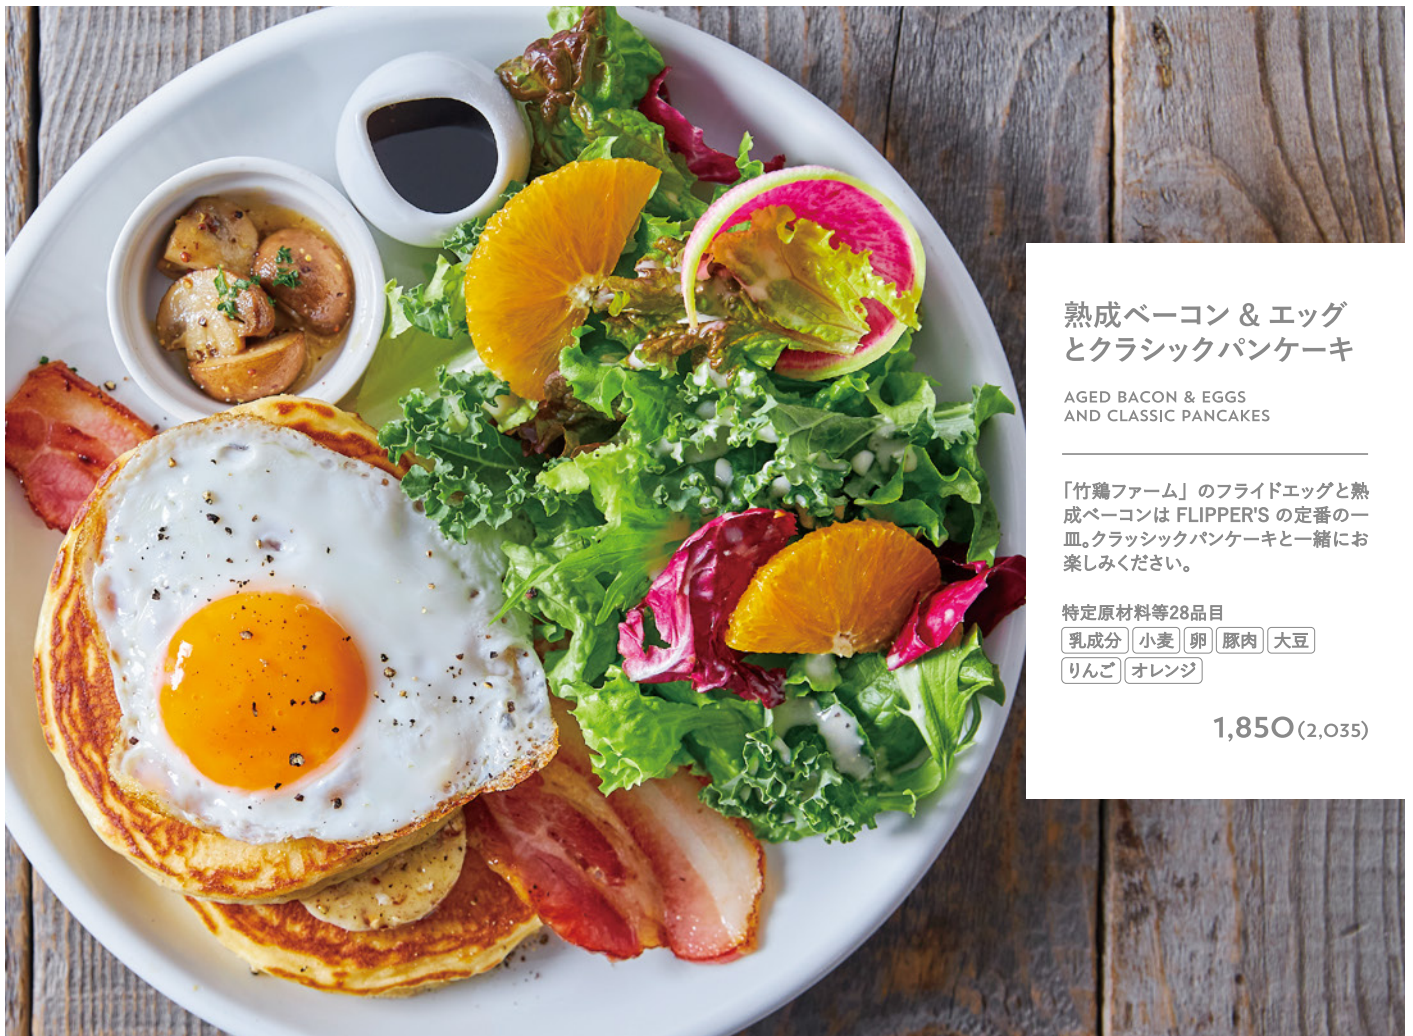 熟成ベーコン & エッグ
とクラシックパンケーキ
AGED BACON & EGGS
AND CLASSIC PANCAKES
「竹鶏ファーム」のフライドエッグと熟
成ベーコンは FLIPPER'S の定番の一
皿。クラッシックパンケーキと一緒にお
楽しみください。
特定原材料等28品目
乳成分 小麦 卵 豚肉 大豆
りんご オレンジ
1,850(2,035)